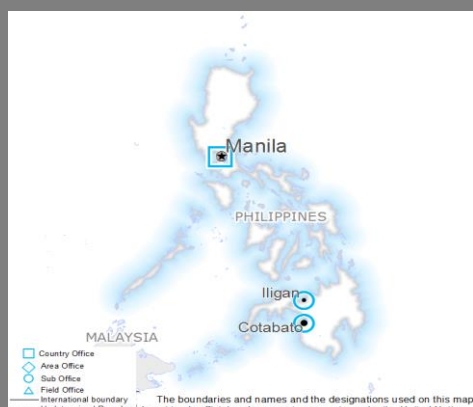 Manila
PHILIPPINES
Iligan
Cotabato
MALAYSIA
Country Office
Area Office
Sub Office
Field Office
International boundary
The boundaries and names and the designations used on this map